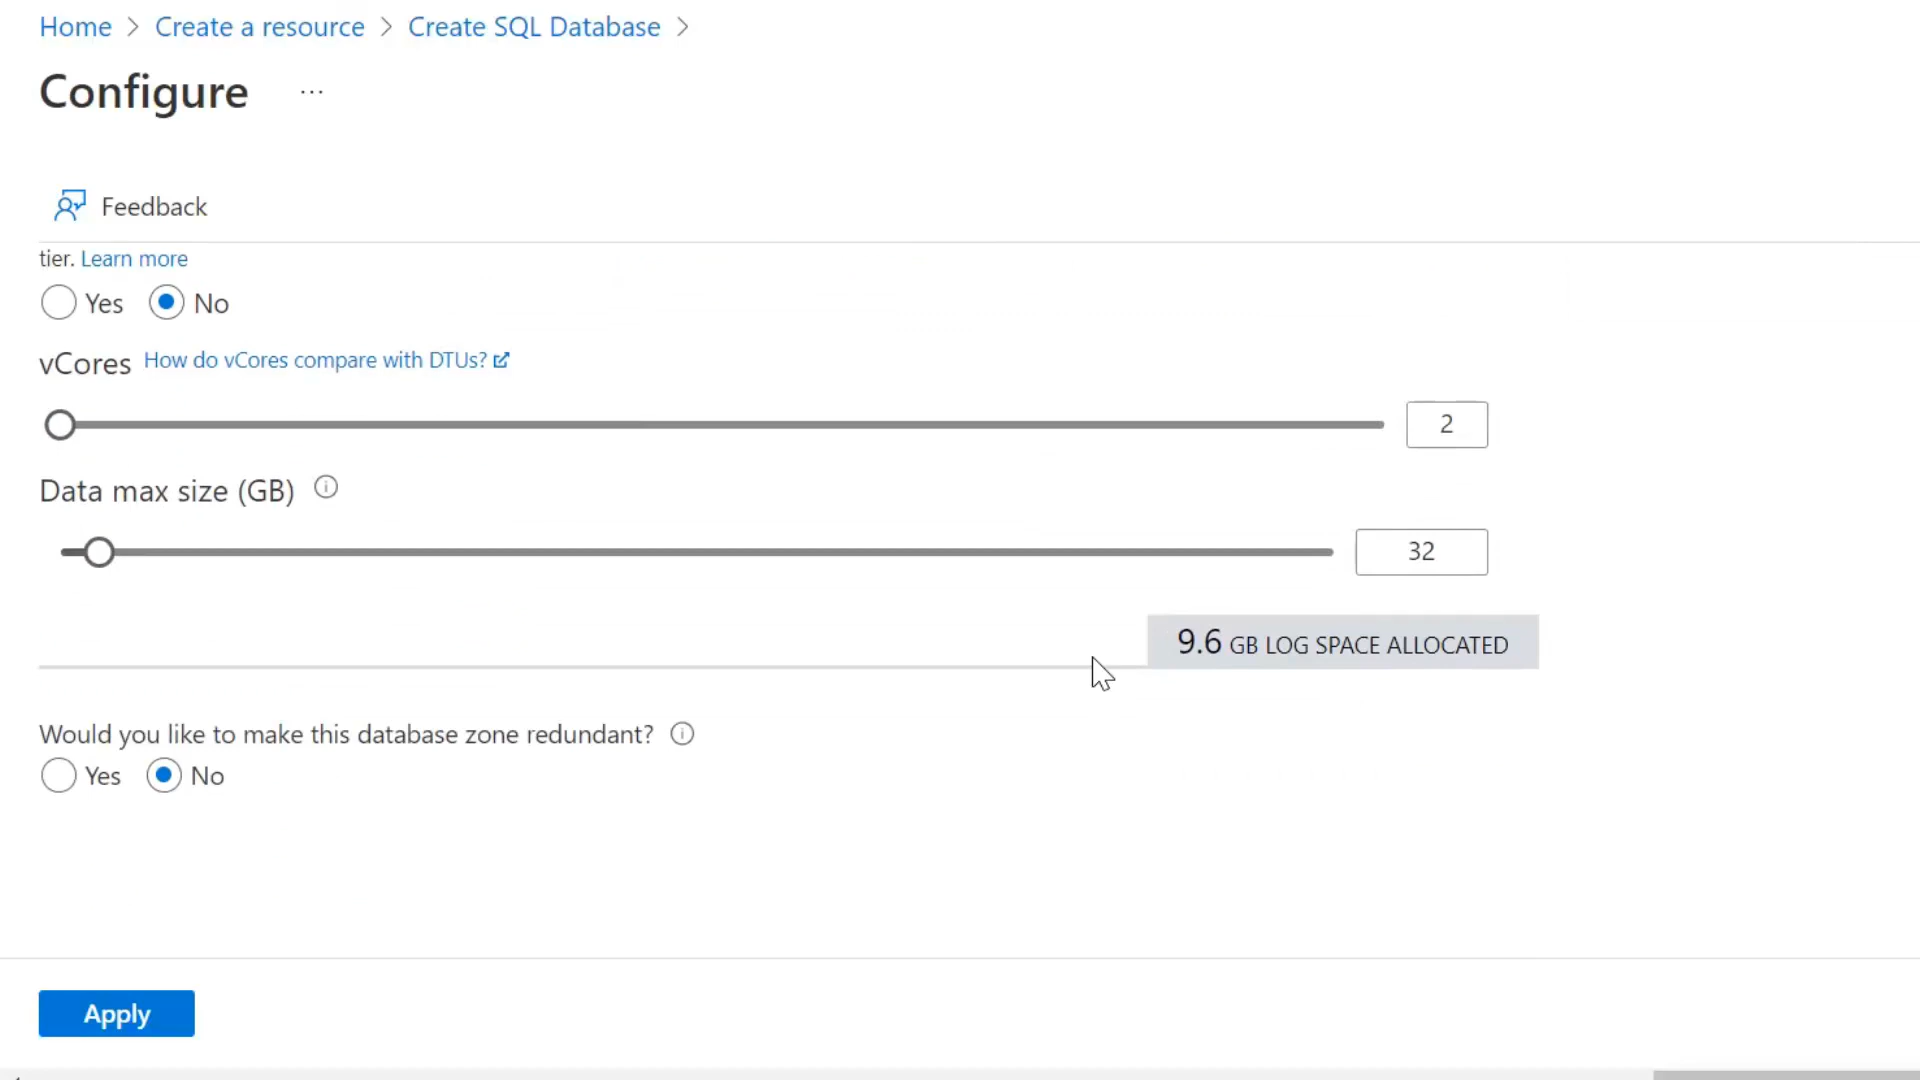 Home > Create a resource > Create SQL Database >
Configure ...
Feedback
tier. Learn more
Yes No
vCores How do vCores compare with DTUs?
2
Data max size (GB)
32
9.6 GB LOG SPACE ALLOCATED
Would you like to make this database zone redundant?
Yes No
Apply